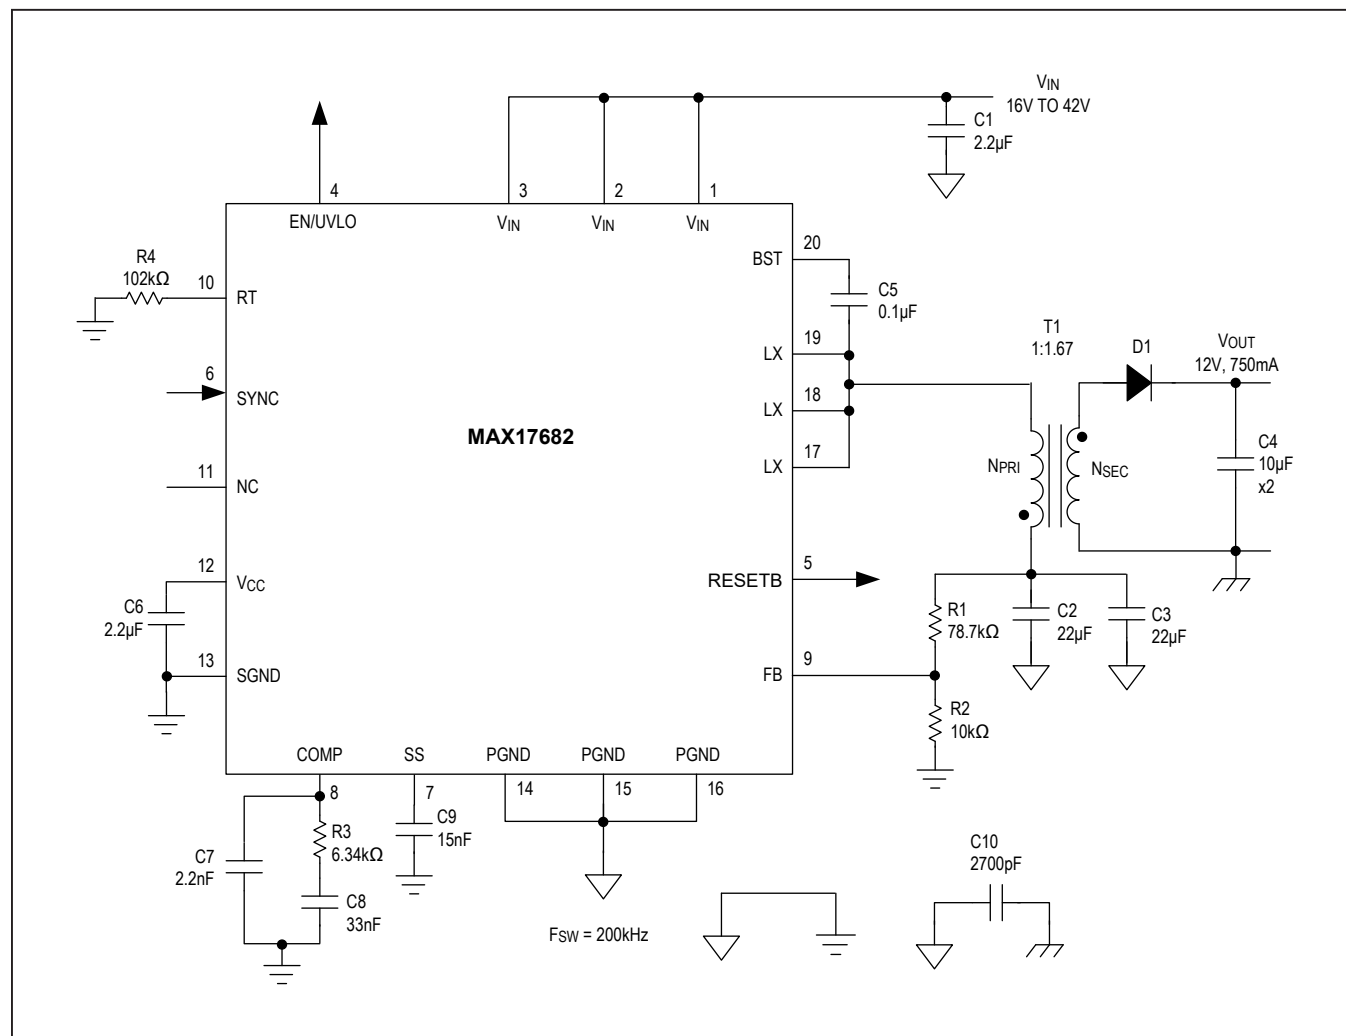 VIN
16V TO 42V
C1
2.2µF
4
3
2
1
EN/UVLO
VIN
VIN
VIN
20
BST
R4
102kΩ
10
RT
C5
0.1µF
19
LX
T1
1:1.67
D1
VOUT
12V, 750mA
6
SYNC
18
LX
MAX17682
17
LX
NPRI
NSEC
C4
10µF
x2
11
NC
12
VCC
5
RESETB
C6
2.2µF
R1
78.7kΩ
C2
22µF
C3
22µF
13
SGND
9
FB
R2
10kΩ
COMP
SS
PGND
PGND
PGND
8
7
14
15
16
R3
6.34kΩ
C9
15nF
C7
2.2nF
C8
33nF
C10
2700pF
FSW = 200kHz